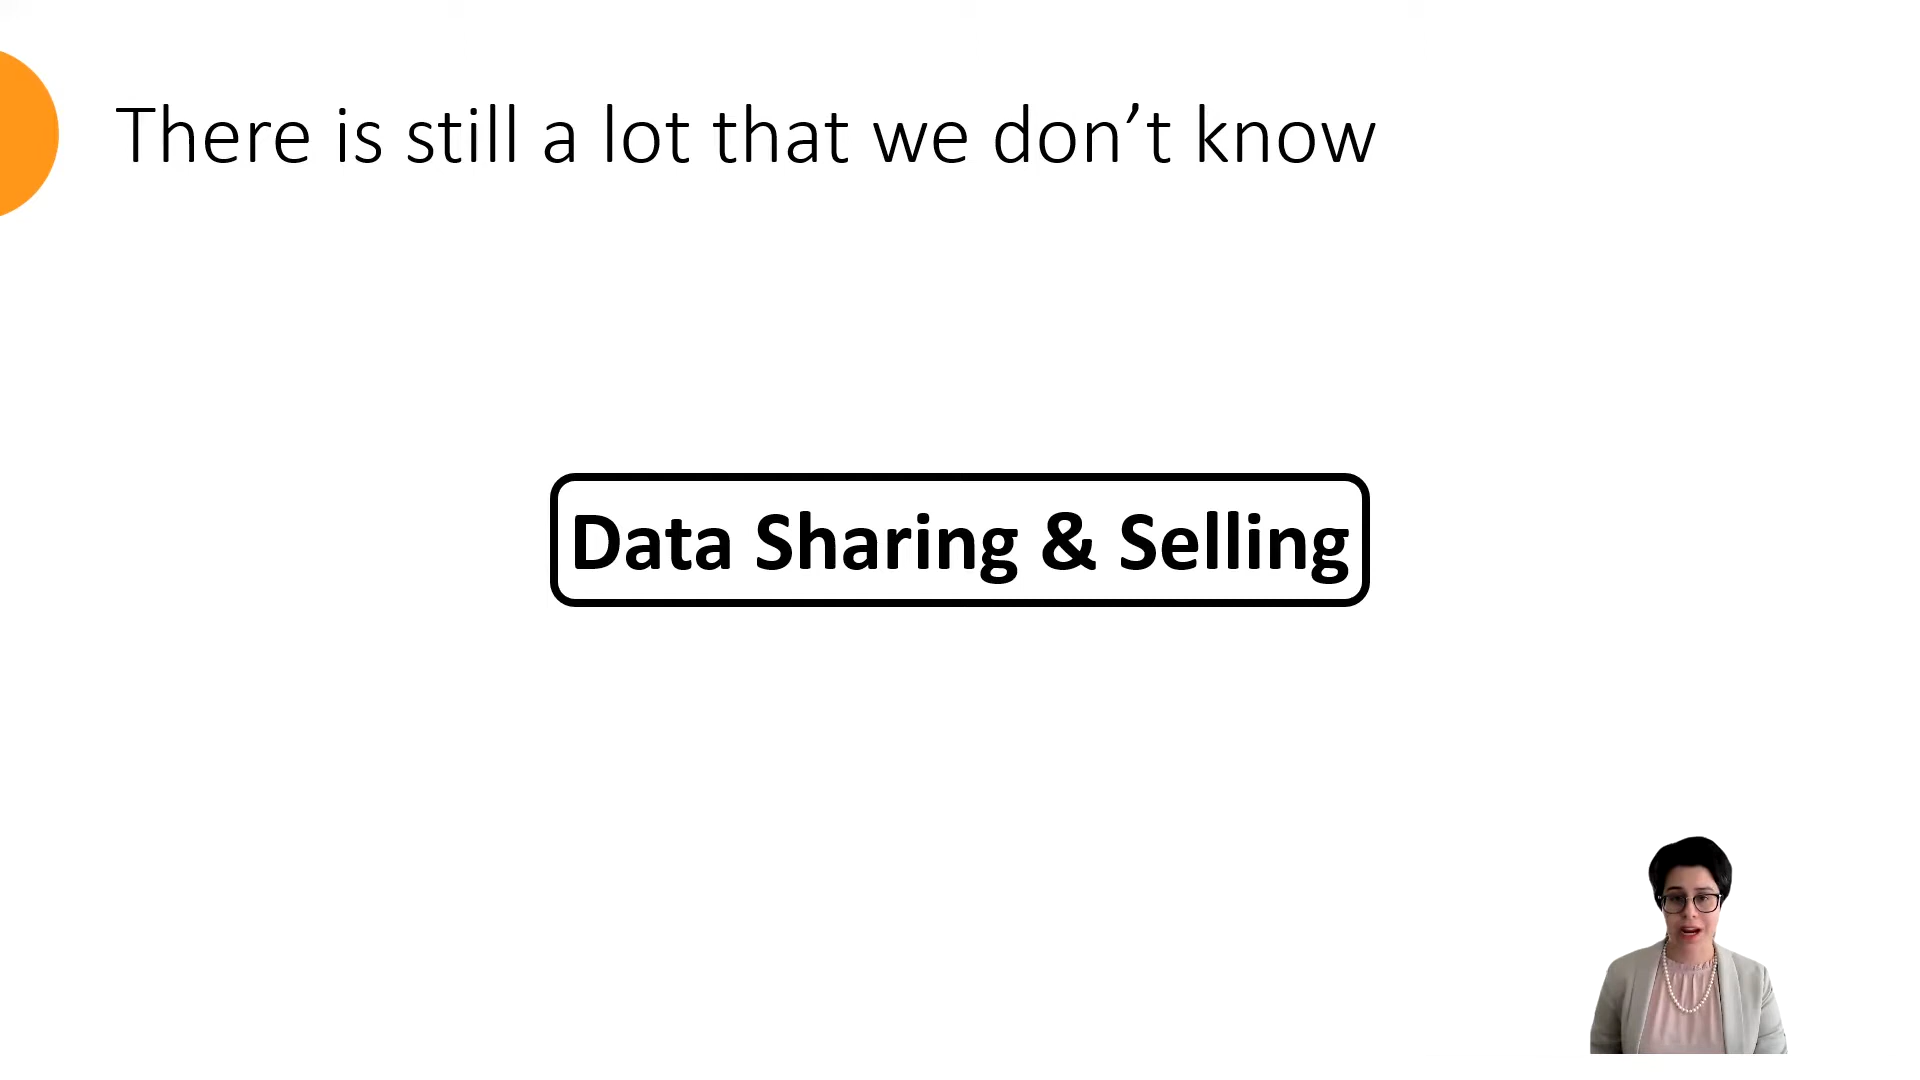 There is still a lot that we don’t know
Data Sharing & Selling